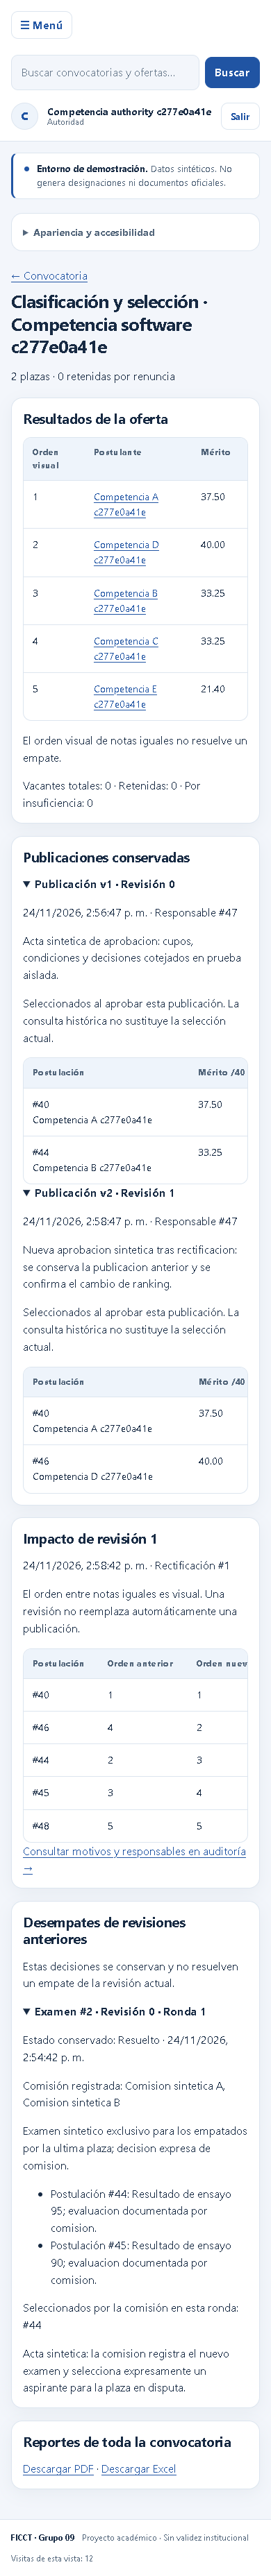 ☰ Menú
Buscar convocatorias y ofertas...
Buscar
C
Competencia authority c277e0a41e
Autoridad
Salir
Entorno de demostración. Datos sintéticos. No
genera designaciones ni documentos oficiales.
▶ Apariencia y accesibilidad
← Convocatoria
Clasificación y selección ·
Competencia software
c277e0a41e
2 plazas · 0 retenidas por renuncia
Resultados de la oferta
Orden visual Postulante Mérito
1 Competencia A c277e0a41e 37.50
2 Competencia D c277e0a41e 40.00
3 Competencia B c277e0a41e 33.25
4 Competencia C c277e0a41e 33.25
5 Competencia E c277e0a41e 21.40
El orden visual de notas iguales no resuelve un
empate.
Vacantes totales: 0 · Retenidas: 0 · Por
insuficiencia: 0
Publicaciones conservadas
▼ Publicación v1 · Revisión 0
24/11/2026, 2:56:47 p. m. · Responsable #47
Acta sintetica de aprobacion: cupos,
condiciones y decisiones cotejados en prueba
aislada.
Seleccionados al aprobar esta publicación. La
consulta histórica no sustituye la selección
actual.
Postulación Mérito /40
#40 37.50
Competencia A c277e0a41e
#44 33.25
Competencia B c277e0a41e
▼ Publicación v2 · Revisión 1
24/11/2026, 2:58:47 p. m. · Responsable #47
Nueva aprobacion sintetica tras rectificacion:
se conserva la publicacion anterior y se
confirma el cambio de ranking.
Seleccionados al aprobar esta publicación. La
consulta histórica no sustituye la selección
actual.
Postulación Mérito /40
#40 37.50
Competencia A c277e0a41e
#46 40.00
Competencia D c277e0a41e
Impacto de revisión 1
24/11/2026, 2:58:42 p. m. · Rectificación #1
El orden entre notas iguales es visual. Una
revisión no reemplaza automáticamente una
publicación.
Postulación Orden anterior Orden nuev
#40 1 1
#46 4 2
#44 2 3
#45 3 4
#48 5 5
Consultar motivos y responsables en auditoría
→
Desempates de revisiones
anteriores
Estas decisiones se conservan y no resuelven
un empate de la revisión actual.
▼ Examen #2 · Revisión 0 · Ronda 1
Estado conservado: Resuelto · 24/11/2026,
2:54:42 p. m.
Comisión registrada: Comision sintetica A,
Comision sintetica B
Examen sintetico exclusivo para los empatados
por la ultima plaza; decision expresa de
comision.
• Postulación #44: Resultado de ensayo
95; evaluacion documentada por
comision.
• Postulación #45: Resultado de ensayo
90; evaluacion documentada por
comision.
Seleccionados por la comisión en esta ronda:
#44
Acta sintetica: la comision registra el nuevo
examen y selecciona expresamente un
aspirante para la plaza en disputa.
Reportes de toda la convocatoria
Descargar PDF · Descargar Excel
FICCT · Grupo 09 Proyecto académico · Sin validez institucional
Visitas de esta vista: 12